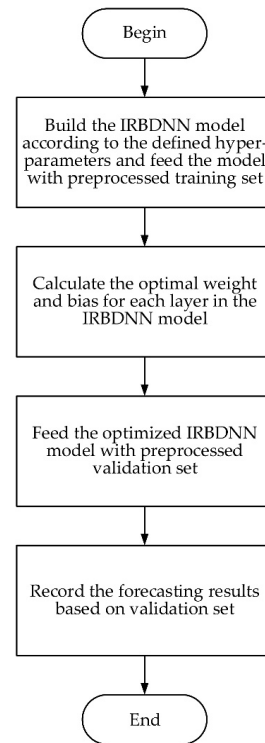 Begin
Build the IRBDNN model
according to the defined hyper-
parameters and feed the model
with preprocessed training set
Calculate the optimal weight
and bias for each layer in the
IRBDNN model
Feed the optimized IRBDNN
model with preprocessed
validation set
Record the forecasting results
based on validation set
End